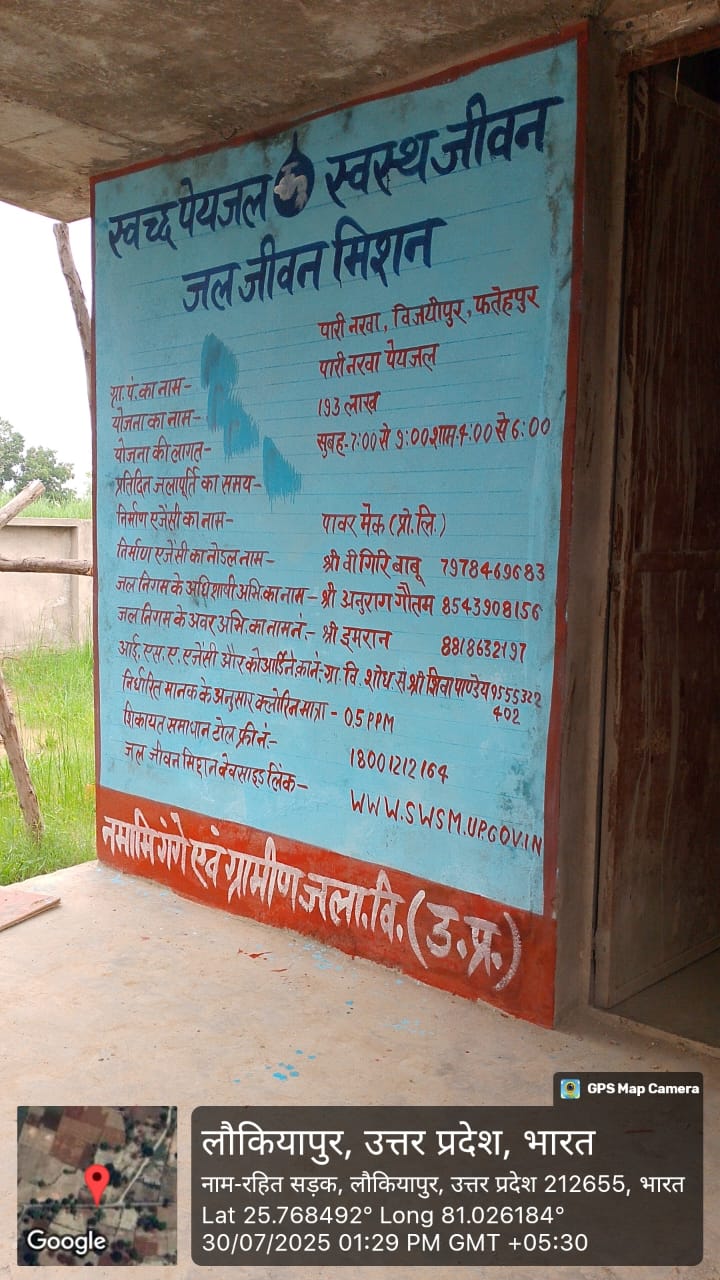 स्वच्छ पेयजल स्वस्थ जीवन
जल जीवन मिशन
ग्रा. पं. का नाम- पारी नरवा, विजयीपुर, फतेहपुर
योजना का नाम- पारी नरवा पेयजल
योजना की लागत- 193 लाख
प्रतिदिन जलापूर्ति का समय- सुबह-7:00 से 9:00 शाम-4:00 से 6:00
निर्माण एजेंसी का नाम- पावर मेक (प्रो.लि.)
निर्माण एजेंसी का नोडल नाम- श्री वी गिरि बाबू 7978469683
जल निगम के अधिशाषी अभि. का नाम- श्री अनुराग गौतम 8543908156
जल निगम के अवर अभि. का नाम नं.- श्री इमरान 8818632197
आई. एस. ए. एजेंसी और कोआर्डिने. का नं.- ग्रा. वि. शोध सं श्री शिवा पाण्डेय 9555322
402
निर्धारित मानक के अनुसार क्लोरिन मात्रा - 0.5 PPM
शिकायत समाधान टोल फ्री नं.- 18001212164
जल जीवन मिशन वेवसाइड लिंक- WWW.SWSM.UP.GOV.IN
नमामि गंगे एवं ग्रामीण जला. वि. (उ.प्र.)
GPS Map Camera
लौकियापुर, उत्तर प्रदेश, भारत
नाम-रहित सड़क, लौकियापुर, उत्तर प्रदेश 212655, भारत
Lat 25.768492° Long 81.026184°
30/07/2025 01:29 PM GMT +05:30
Google